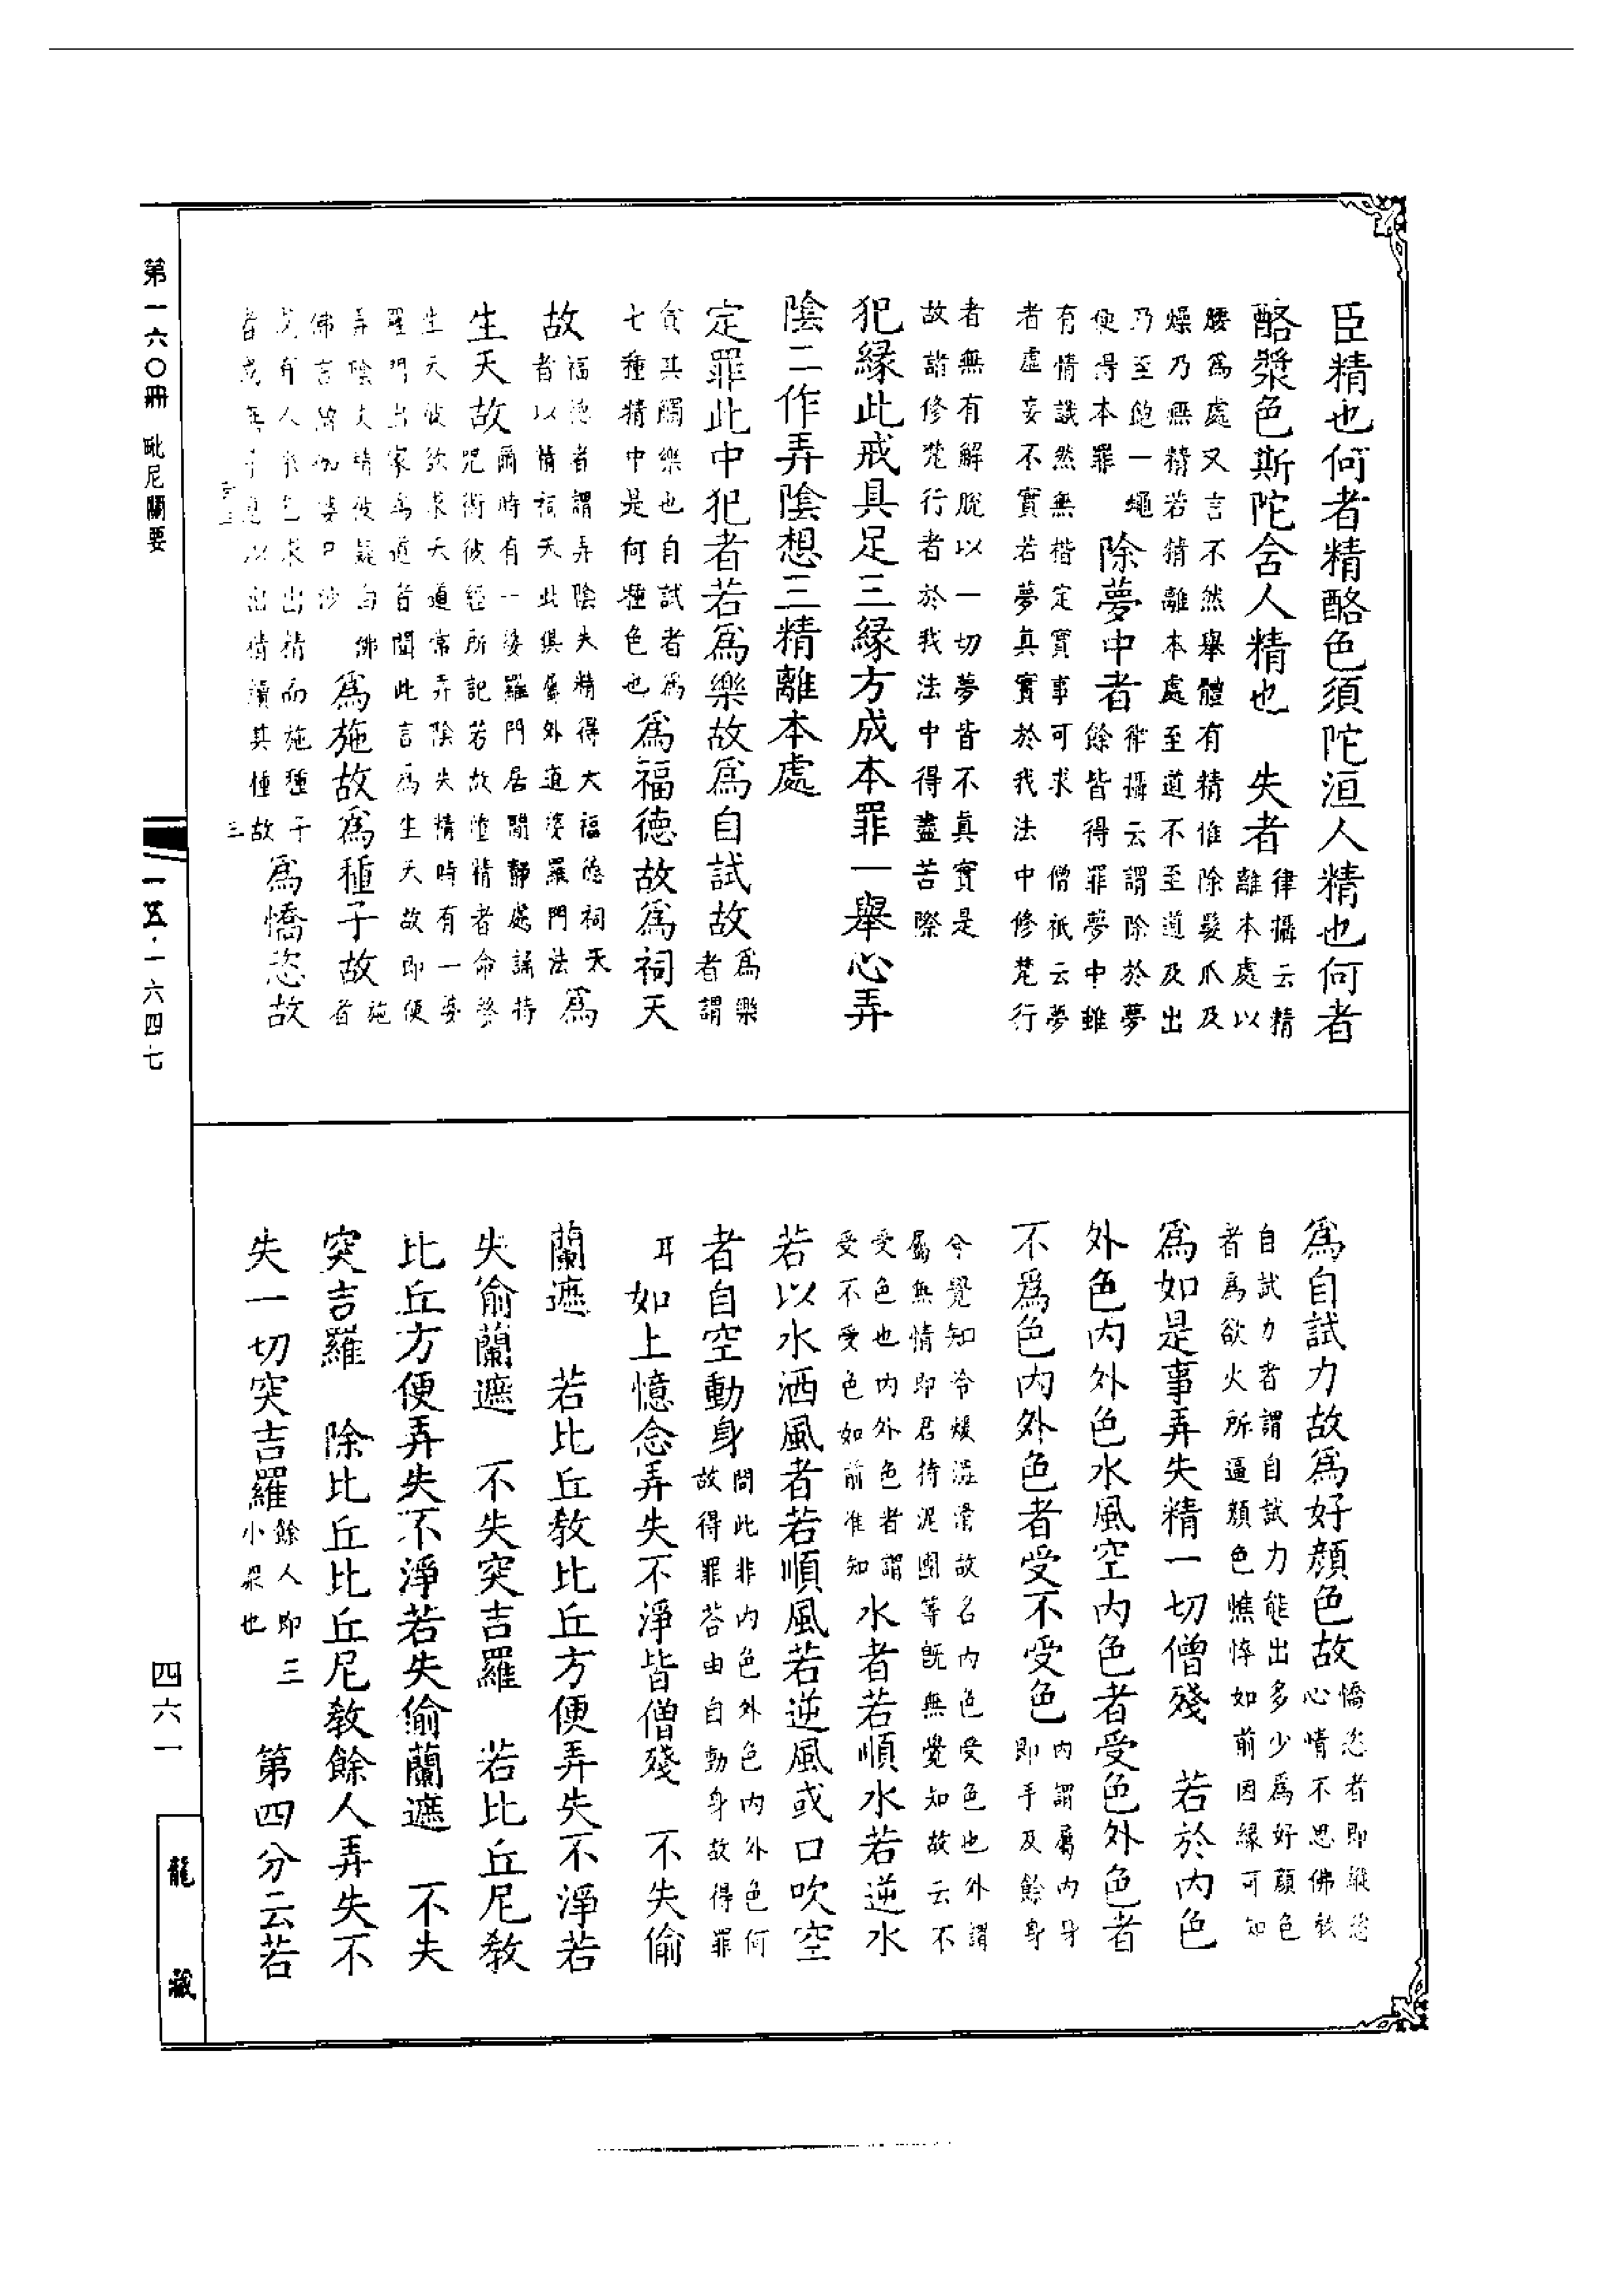 臣精也何者精酪色須陀洹人精也何者
酪漿色斯陀含人精也　失者
律攝云精
離本處以
腰為處又言不然舉體有精惟除髮爪及
燥乃無精若精離本處至道不至道及出
乃至飽一蠅
便得本罪
除夢中者
律攝云謂除於夢
餘皆得罪夢中雖
有情識然無楷定實事可求　僧祇云夢
者虛妄不實若夢真實於我法中修梵行
者無有解脫以一切夢皆不真實是
故諸修梵行者於我法中得盡苦際
犯緣此戒具足三緣方成本罪一舉心弄
陰二作弄陰想三精離本處
定罪此中犯者若為樂故為自試故
為樂
者謂
貪其觸樂也自試者為
七種精中是何種色也
為福德故為祠天
故
福德者謂弄陰失精得大福德祠天
者以精祠天此俱屬外道婆羅門法
為
生天故
爾時有一婆羅門居閑靜處誦持
咒術彼經所記若故墮精者命終
生天彼欲求天道常弄陰失精時有一婆
羅門出家為道者聞此言為生天故即便
弄陰失精彼疑白佛
佛言僧伽婆尸沙
為施故為種子故
施
者
有人來乞求出精而施種子
者或無子息以出精續其種故
為憍恣故
為自試力故為好顏色故
憍恣者即縱恣
心情不思佛教
自試力者謂自試力能出多少為好顏色
者為欲火所逼顏色憔悴如前因緣可知
為如是事弄失精一切僧殘　若於內色
外色內外色水風空內色者受色外色者
不為色內外色者受不受色
內謂屬內身
即手及餘身
今覺知冷煖澀滑故名內色受色也外謂
屬無情即君持泥團等既無覺知故云不
受色也內外色者謂
受不受色如前准知
水者若順水若逆水
若以水洒風者若順風若逆風或口吹空
者自空動身
問此非內色外色內外色何
故得罪答由自動身故得罪
耳
如上憶念弄失不淨皆僧殘　不失偷
蘭遮　若比丘教比丘方便弄失不淨若
失偷蘭遮　不失突吉羅　若比丘尼教
比丘方便弄失不淨若失偷蘭遮　不失
突吉羅　除比丘比丘尼教餘人弄失不
失一切突吉羅
餘人即三
小眾也
第四分云若
第一六〇冊　毗尼關要
一五·一六四七
四六一
龍藏